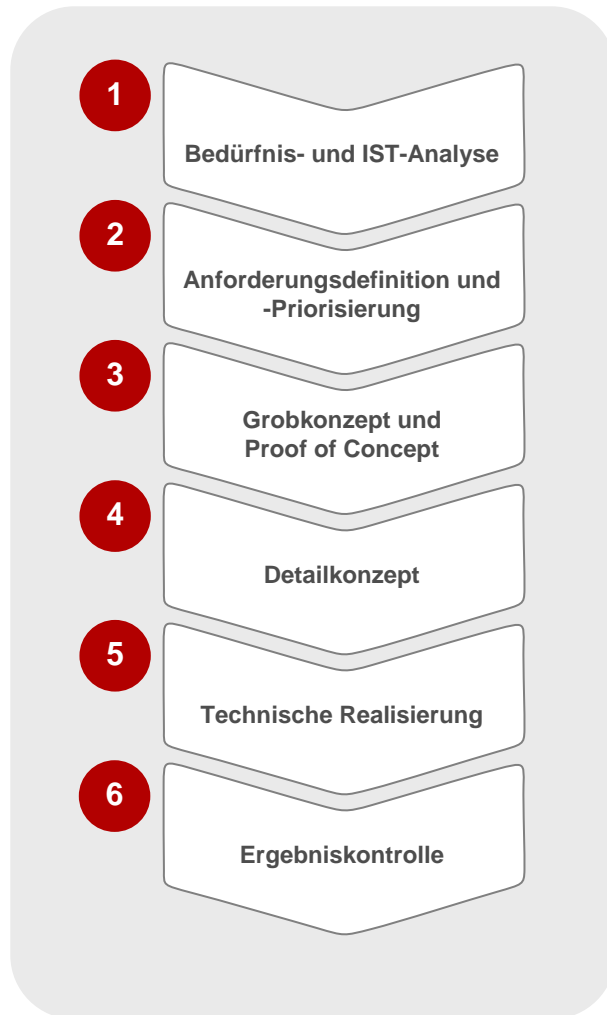 1
Bedürfnis- und IST-Analyse
2
Anforderungsdefinition und
-Priorisierung
3
Grobkonzept und
Proof of Concept
4
Detailkonzept
5
Technische Realisierung
6
Ergebniskontrolle